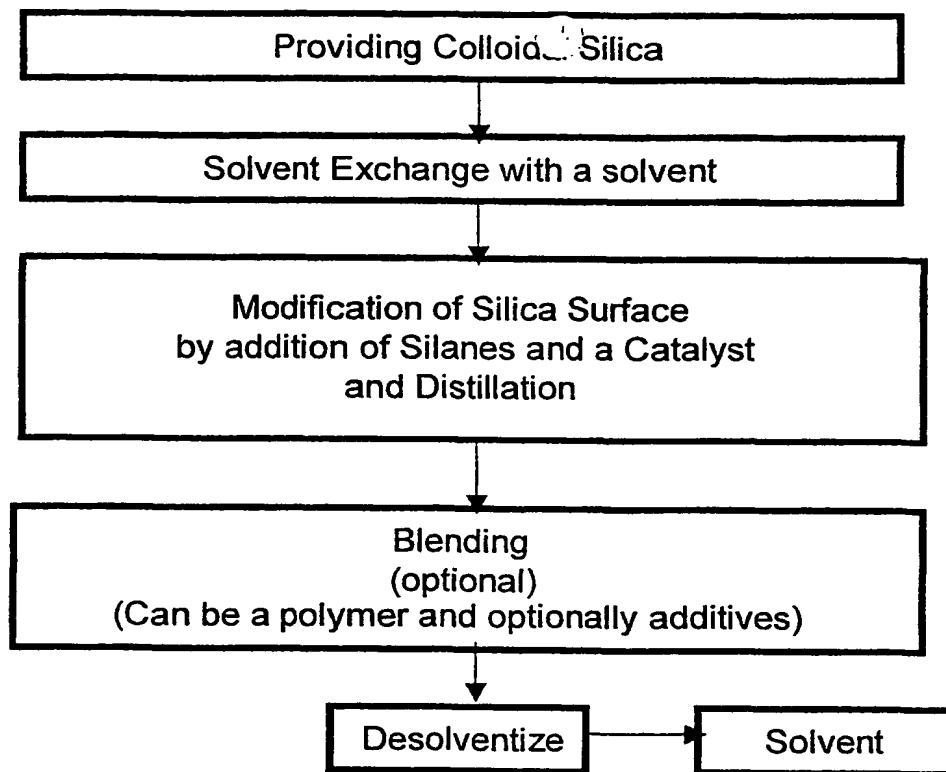 Providing Colloidal Silica
Solvent Exchange with a solvent
Modification of Silica Surface
by addition of Silanes and a Catalyst
and Distillation
Blending
(optional)
(Can be a polymer and optionally additives)
Desolventize
Solvent